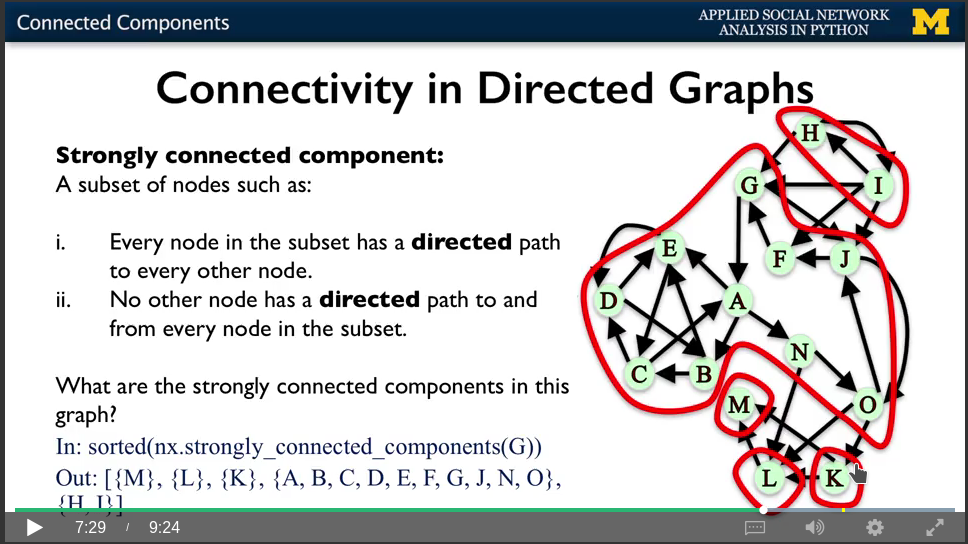 Connected Components
APPLIED SOCIAL NETWORK
ANALYSIS IN PYTHON
M
Connectivity in Directed Graphs
Strongly connected component:
A subset of nodes such as:
i. Every node in the subset has a directed path
to every other node.
ii. No other node has a directed path to and
from every node in the subset.
What are the strongly connected components in this
graph?
In: sorted(nx.strongly_connected_components(G))
Out: [{M}, {L}, {K}, {A, B, C, D, E, F, G, J, N, O},
{H, I}]
H
G
I
E
F
J
D
A
N
C
B
M
O
L
K
7:29 / 9:24